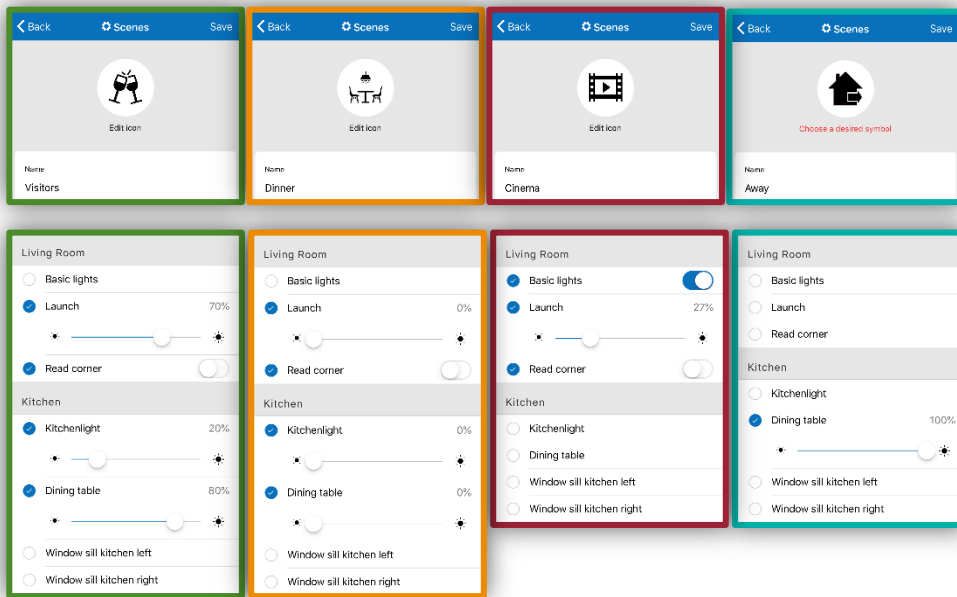 Back Scenes Save
Edit icon
Name
Visitors
Back Scenes Save
Edit icon
Name
Dinner
Back Scenes Save
Edit icon
Name
Cinema
Back Scenes Save
Choose a desired symbol
Name
Away
Living Room
Basic lights
Launch 70%
Read corner
Kitchen
Kitchenlight 20%
Dining table 80%
Window sill kitchen left
Window sill kitchen right
Living Room
Basic lights
Launch 0%
Read corner
Kitchen
Kitchenlight 0%
Dining table 0%
Window sill kitchen left
Window sill kitchen right
Living Room
Basic lights
Launch 27%
Read corner
Kitchen
Kitchenlight
Dining table
Window sill kitchen left
Window sill kitchen right
Living Room
Basic lights
Launch
Read corner
Kitchen
Kitchenlight
Dining table 100%
Window sill kitchen left
Window sill kitchen right